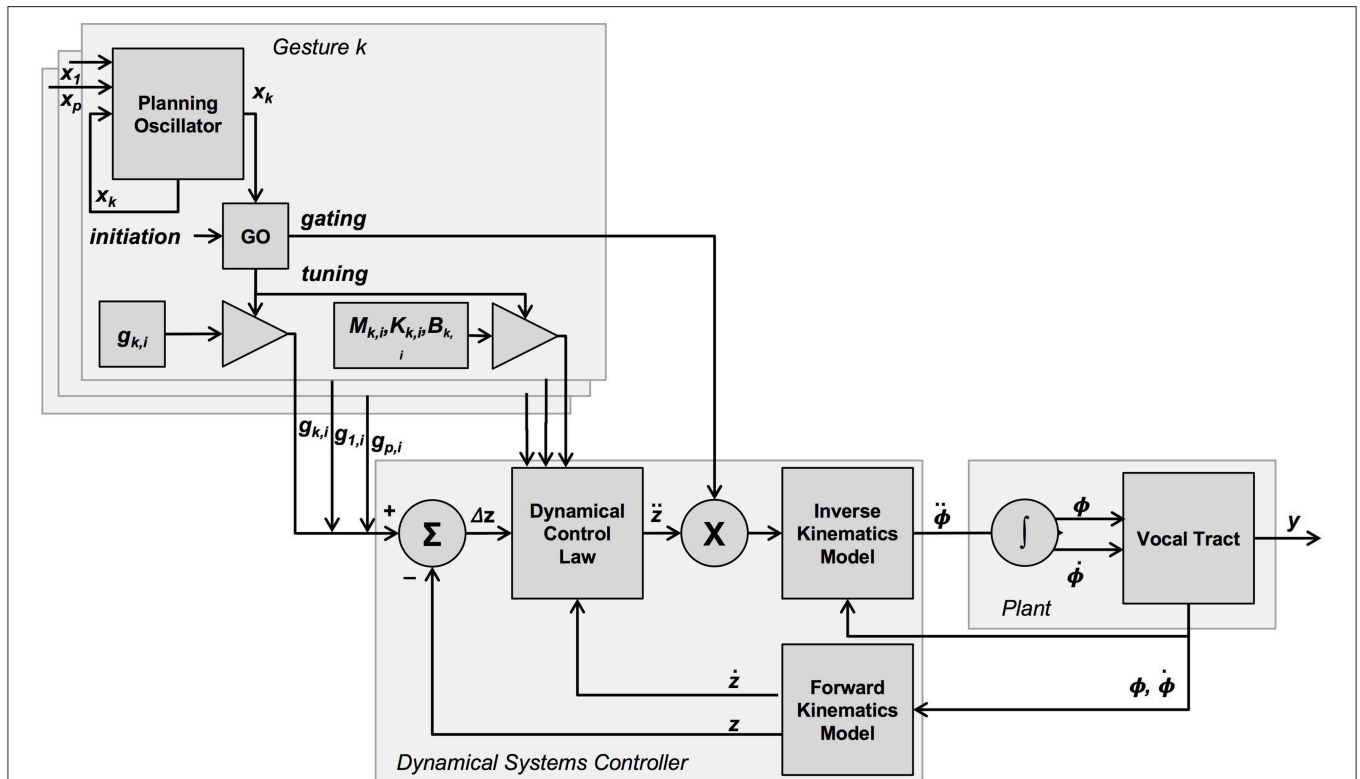 Gesture k
x₁
xₚ
Planning
Oscillator
xₖ
xₖ
initiation
GO
gating
tuning
gₖ,ᵢ
Mₖ,ᵢ,Kₖ,ᵢ,Bₖ,
ᵢ
gₖ,ᵢ
g₁,ᵢ
gₚ,ᵢ
+
Σ
−
Δz
Dynamical
Control
Law
z̈
X
Inverse
Kinematics
Model
ϕ̈
∫
ϕ
ϕ̇
Vocal Tract
y
Plant
ż
z
Forward
Kinematics
Model
ϕ, ϕ̇
Dynamical Systems Controller